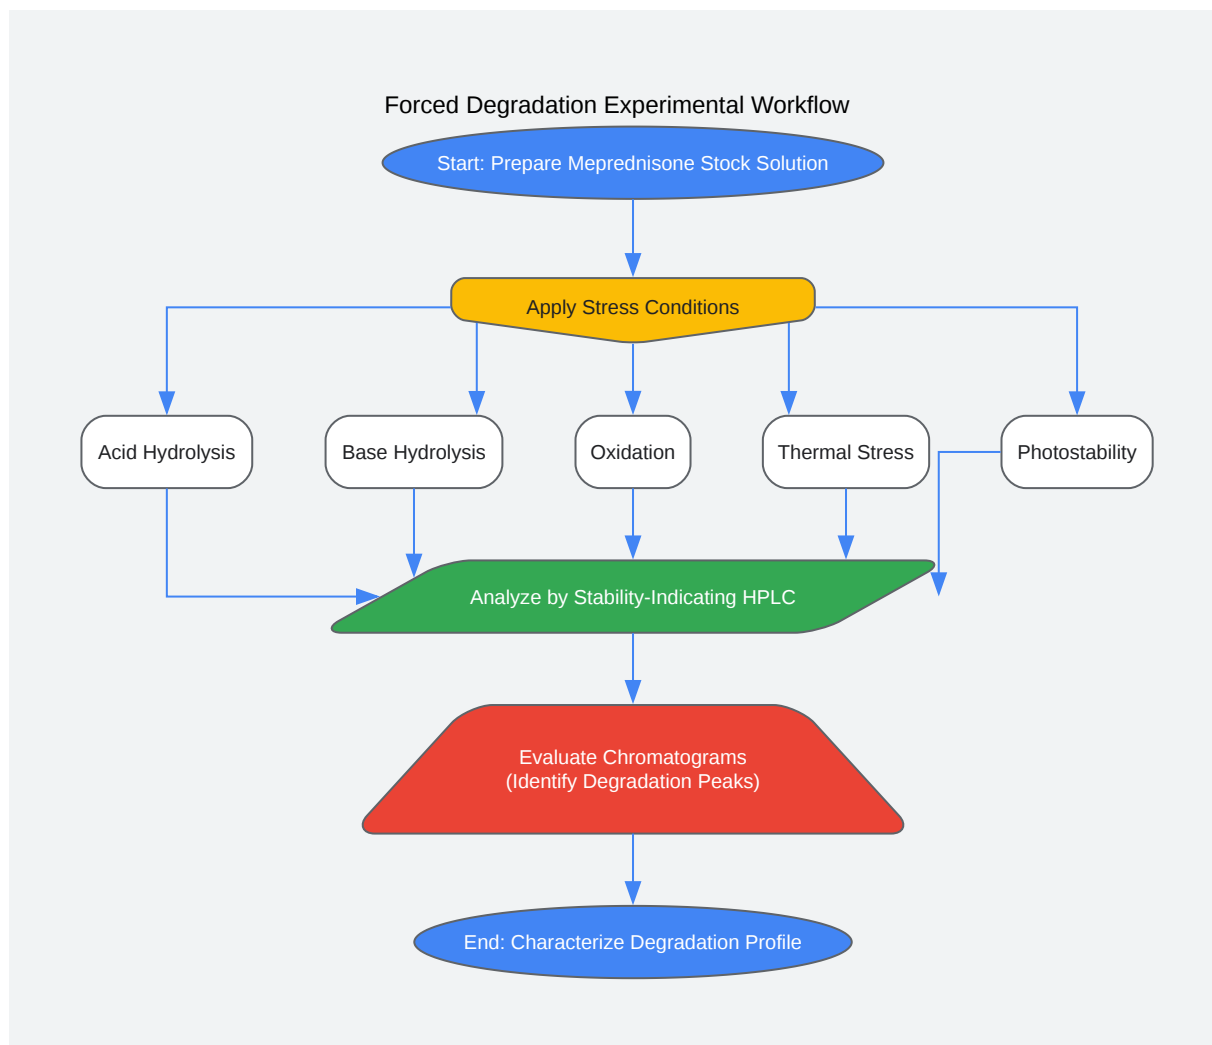 Forced Degradation Experimental Workflow
Start: Prepare Meprednisone Stock Solution
Apply Stress Conditions
Acid Hydrolysis
Base Hydrolysis
Oxidation
Thermal Stress
Photostability
Analyze by Stability-Indicating HPLC
Evaluate Chromatograms
(Identify Degradation Peaks)
End: Characterize Degradation Profile